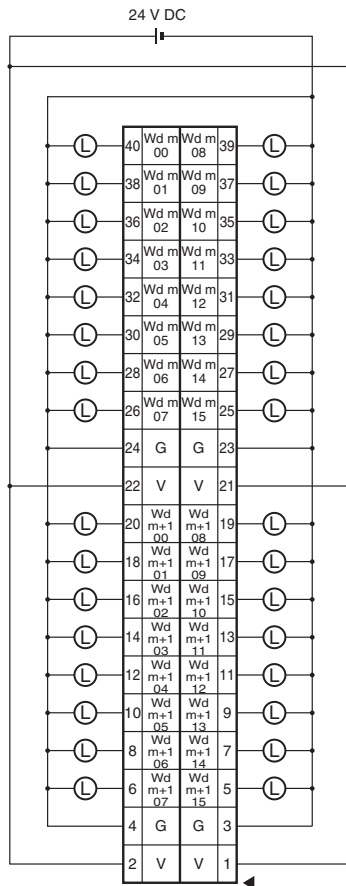 24 V DC
L 40 Wd m 00 Wd m 08 39 L
L 38 Wd m 01 Wd m 09 37 L
L 36 Wd m 02 Wd m 10 35 L
L 34 Wd m 03 Wd m 11 33 L
L 32 Wd m 04 Wd m 12 31 L
L 30 Wd m 05 Wd m 13 29 L
L 28 Wd m 06 Wd m 14 27 L
L 26 Wd m 07 Wd m 15 25 L
24 G G 23
22 V V 21
L 20 Wd m+1 00 Wd m+1 08 19 L
L 18 Wd m+1 01 Wd m+1 09 17 L
L 16 Wd m+1 02 Wd m+1 10 15 L
L 14 Wd m+1 03 Wd m+1 11 13 L
L 12 Wd m+1 04 Wd m+1 12 11 L
L 10 Wd m+1 05 Wd m+1 13 9 L
L 8 Wd m+1 06 Wd m+1 14 7 L
L 6 Wd m+1 07 Wd m+1 15 5 L
4 G G 3
2 V V 1